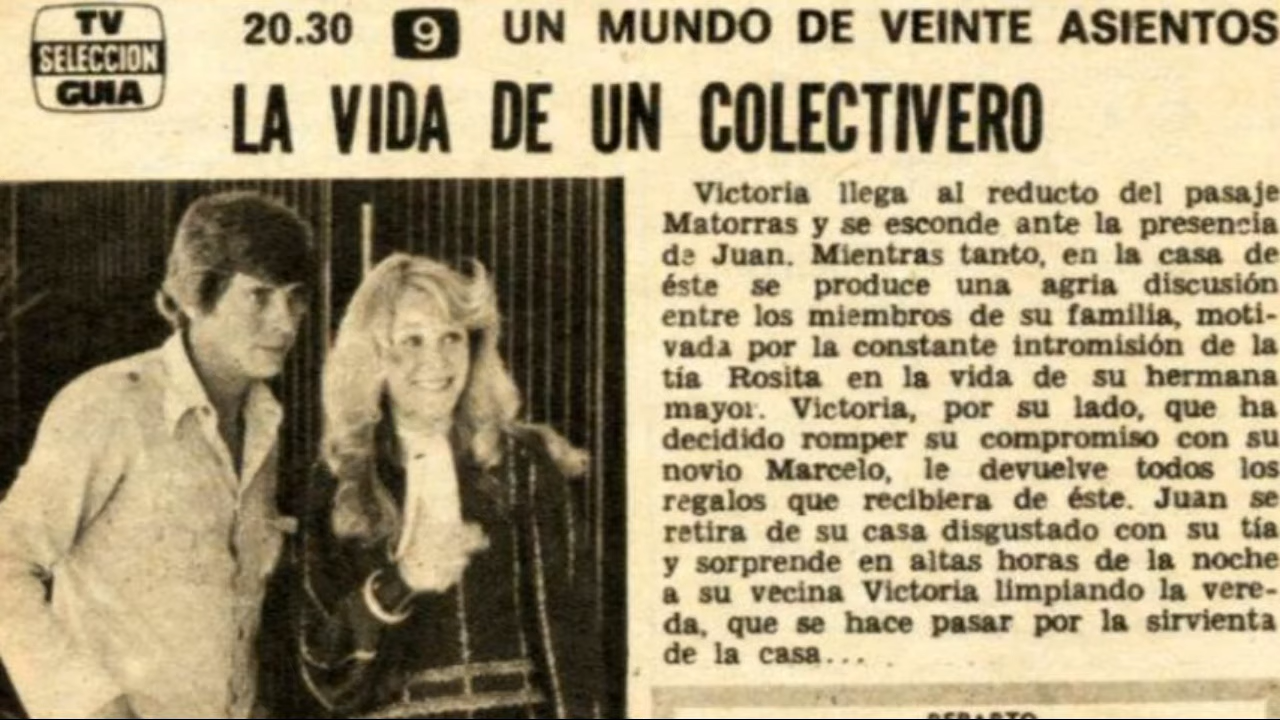 TV
SELECCION
GUIA
20.30 9 UN MUNDO DE VEINTE ASIENTOS
LA VIDA DE UN COLECTIVERO
Victoria llega al reducto del pasaje
Matorras y se esconde ante la presencia
de Juan. Mientras tanto, en la casa de
éste se produce una agria discusión
entre los miembros de su familia, moti-
vada por la constante intromisión de la
tía Rosita en la vida de su hermana
mayor. Victoria, por su lado, que ha
decidido romper su compromiso con su
novio Marcelo, le devuelve todos los
regalos que recibiera de éste. Juan se
retira de su casa disgustado con su tía
y sorprende en altas horas de la noche
a su vecina Victoria limpiando la vere-
da, que se hace pasar por la sirvienta
de la casa...
REPARTO